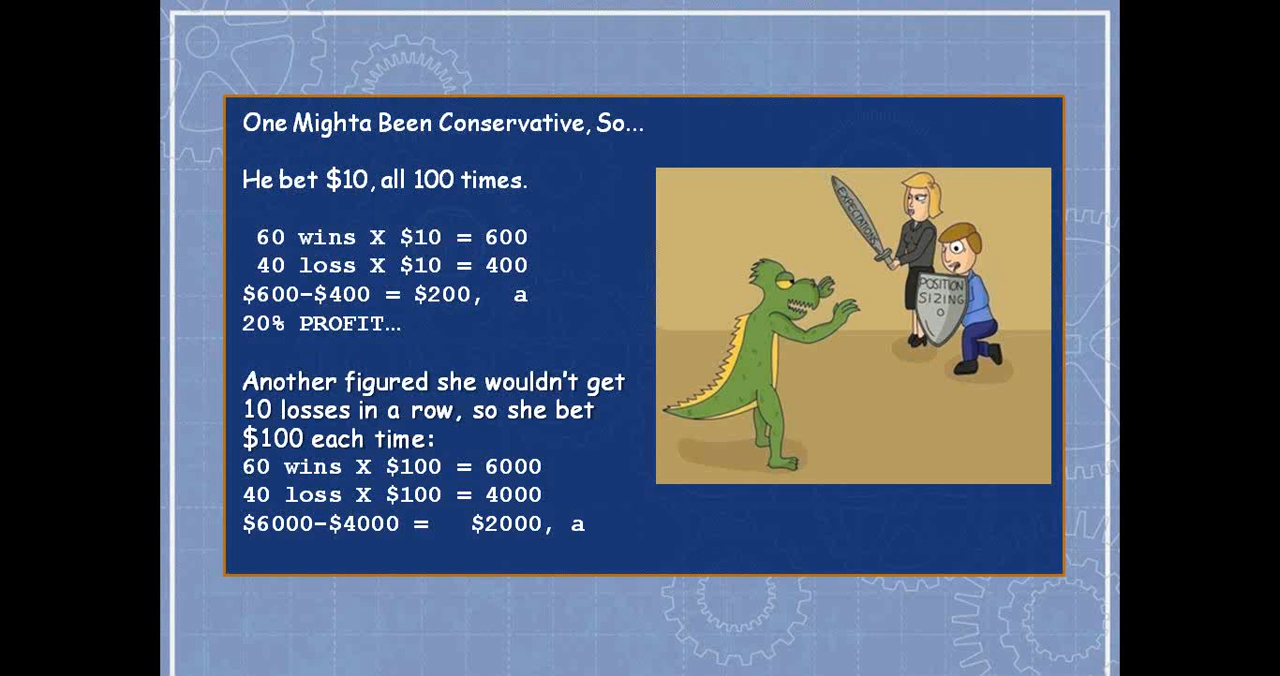 One Mighta Been Conservative, So...
He bet $10, all 100 times.
60 wins X $10 = 600
40 loss X $10 = 400
$600-$400 = $200, a
20% PROFIT...
Another figured she wouldn't get
10 losses in a row, so she bet
$100 each time:
60 wins X $100 = 6000
40 loss X $100 = 4000
$6000-$4000 = $2000, a
EXPECTATIONS
POSITION
SIZING